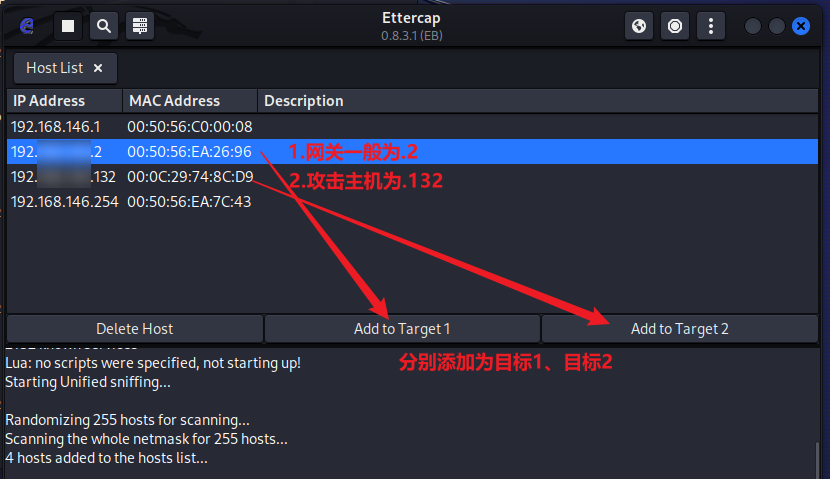 Ettercap
0.8.3.1 (EB)
Host List ×
IP Address MAC Address Description
192.168.146.1 00:50:56:C0:00:08
192. .2 00:50:56:EA:26:96 1.网关一般为.2
192. .132 00:0C:29:74:8C:D9 2.攻击主机为.132
192.168.146.254 00:50:56:EA:7C:43
Delete Host Add to Target 1 Add to Target 2
分别添加为目标1、目标2
Lua: no scripts were specified, not starting up!
Starting Unified sniffing...
Randomizing 255 hosts for scanning...
Scanning the whole netmask for 255 hosts...
4 hosts added to the hosts list...